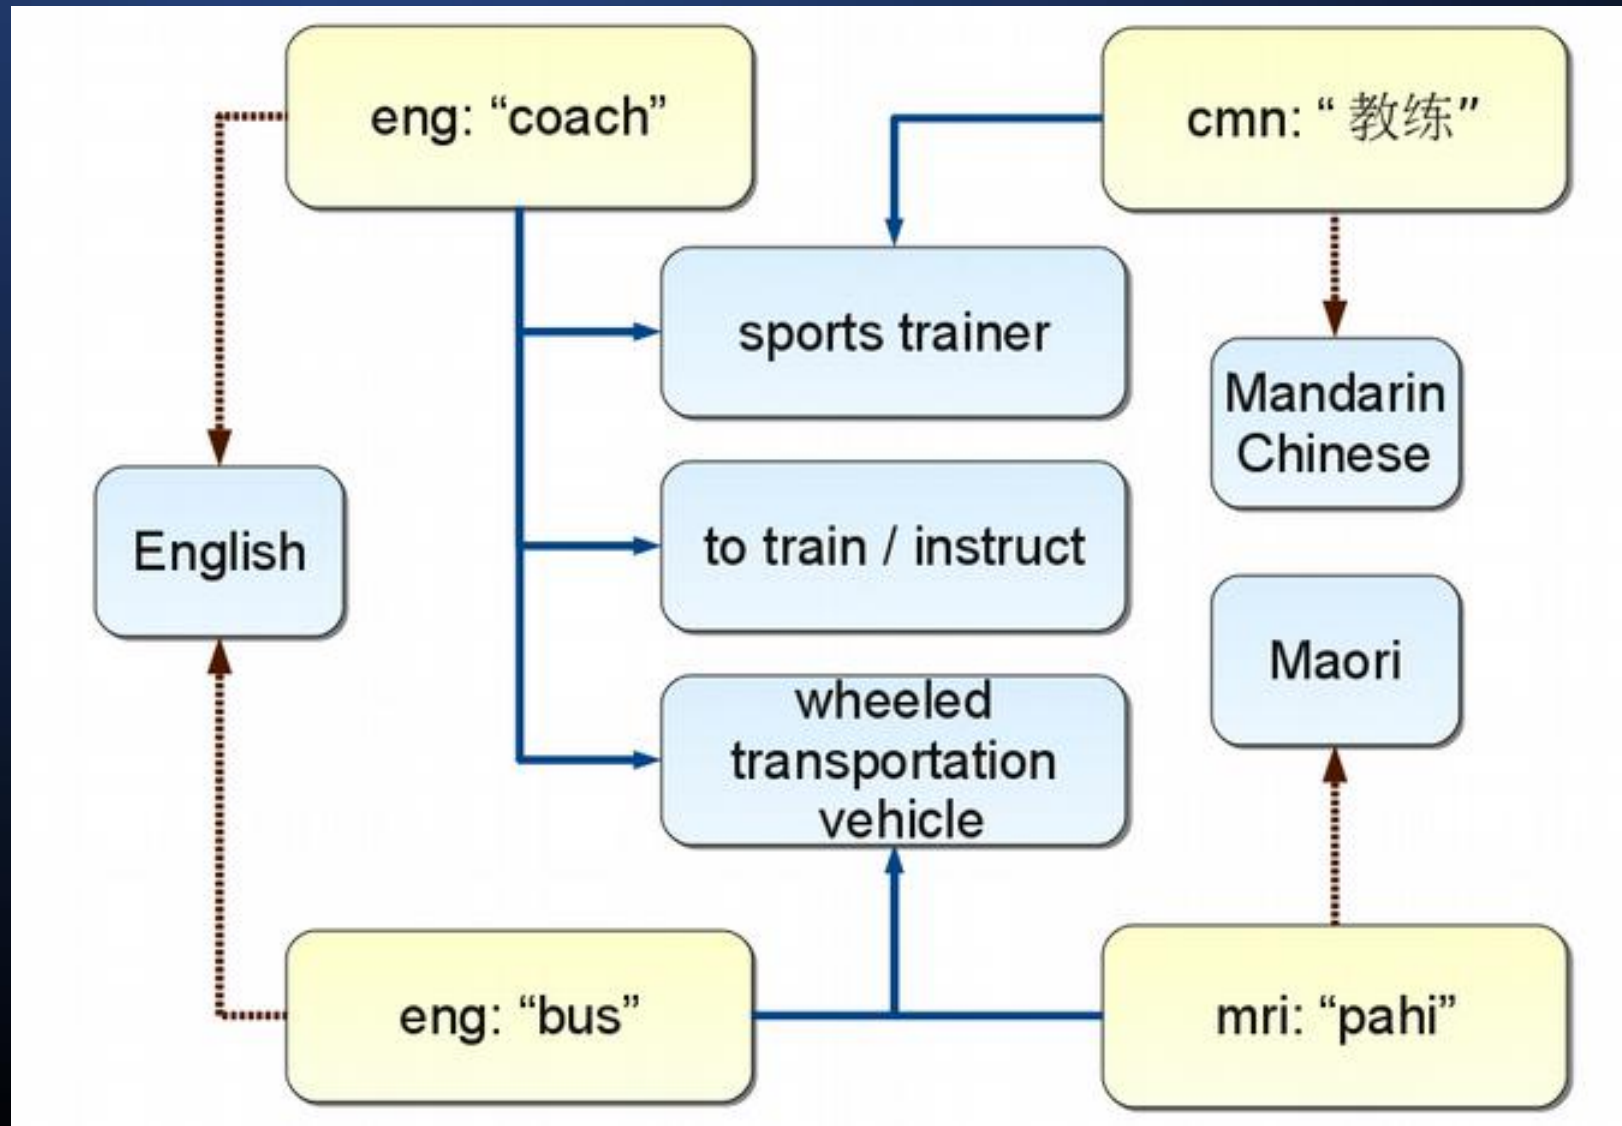 eng: “coach”
cmn: “ 教练”
sports trainer
Mandarin
Chinese
English
to train / instruct
Maori
wheeled
transportation
vehicle
eng: “bus”
mri: “pahi”